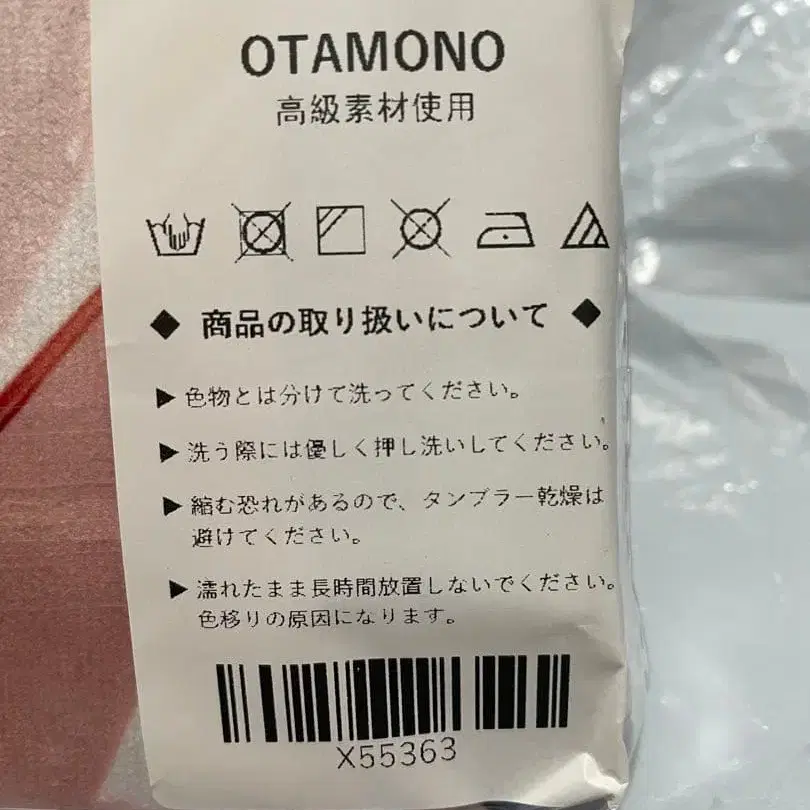 OTAMONO
高級素材使用
◆ 商品の取り扱いについて ◆
▶ 色物とは分けて洗ってください。
▶ 洗う際には優しく押し洗いしてください。
▶ 縮む恐れがあるので、タンブラー乾燥は
避けてください。
▶ 濡れたまま長時間放置しないでください。
色移りの原因になります。
X55363